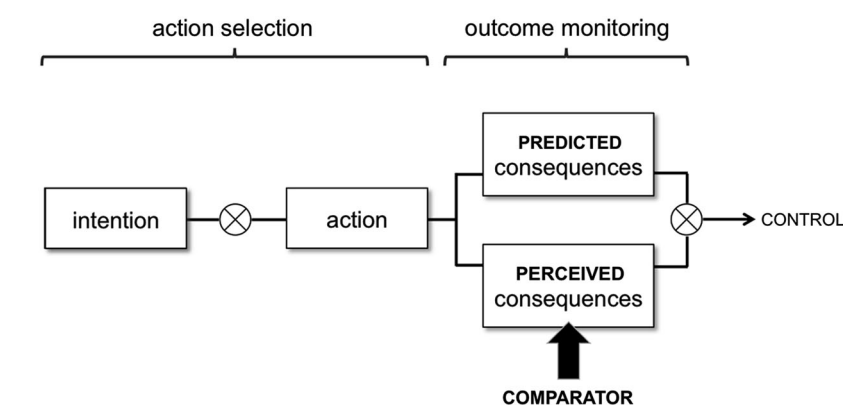 action selection
outcome monitoring
PREDICTED
consequences
intention
action
CONTROL
PERCEIVED
consequences
COMPARATOR